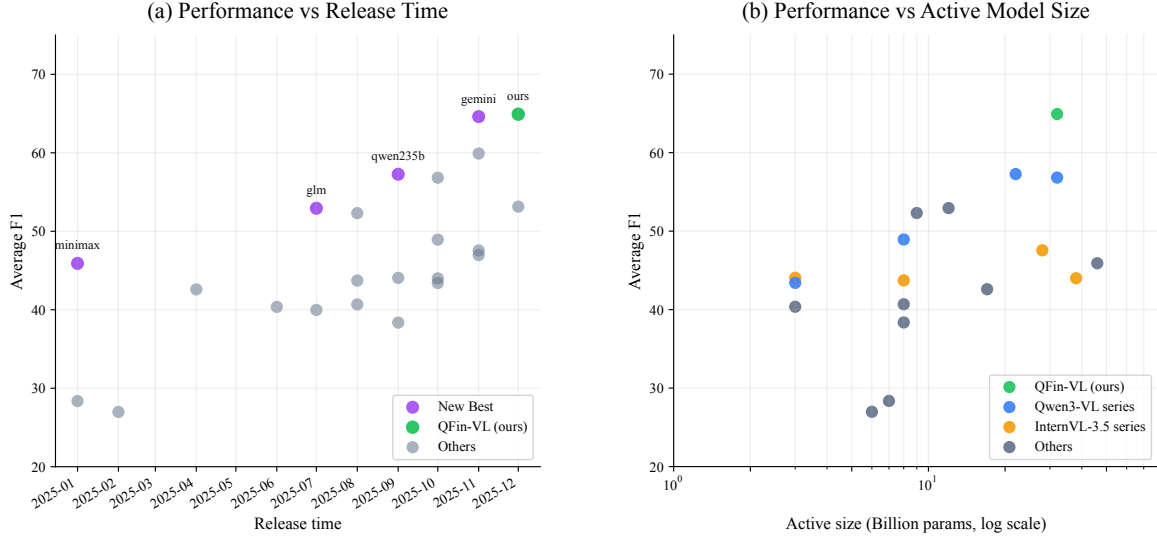 (a) Performance vs Release Time
Average F1
70
60
50
40
30
20
minimax
glm
qwen235b
gemini
ours
New Best
QFin-VL (ours)
Others
2025-01
2025-02
2025-03
2025-04
2025-05
2025-06
2025-07
2025-08
2025-09
2025-10
2025-11
2025-12
Release time
(b) Performance vs Active Model Size
Average F1
70
60
50
40
30
20
QFin-VL (ours)
Qwen3-VL series
InternVL-3.5 series
Others
10⁰
10¹
Active size (Billion params, log scale)